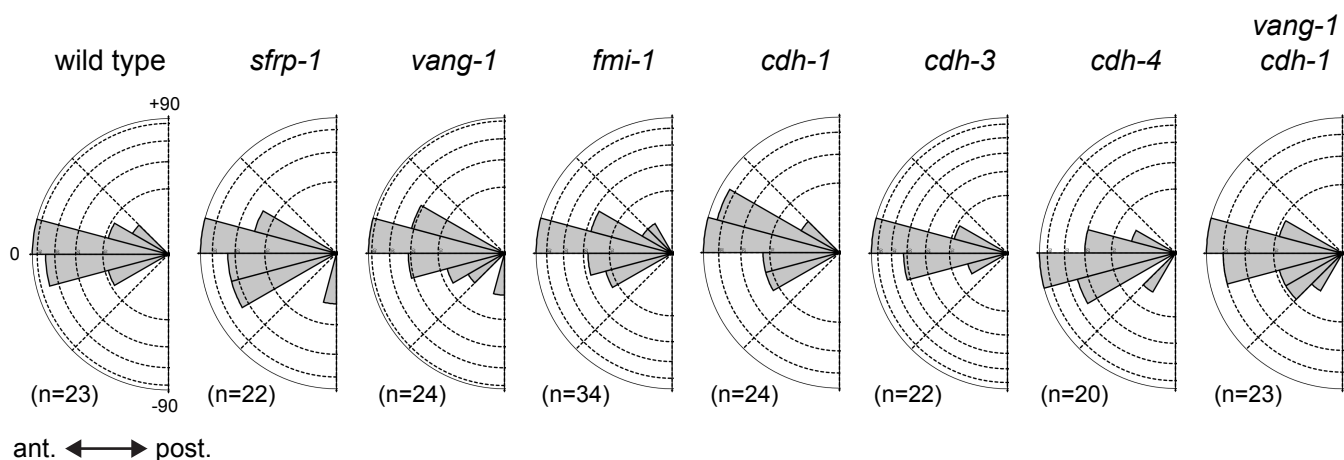 wild type sfrp-1 vang-1 fmi-1 cdh-1 cdh-3 cdh-4 vang-1
cdh-1
+90
0
-90
(n=23) (n=22) (n=24) (n=34) (n=24) (n=22) (n=20) (n=23)
ant. post.